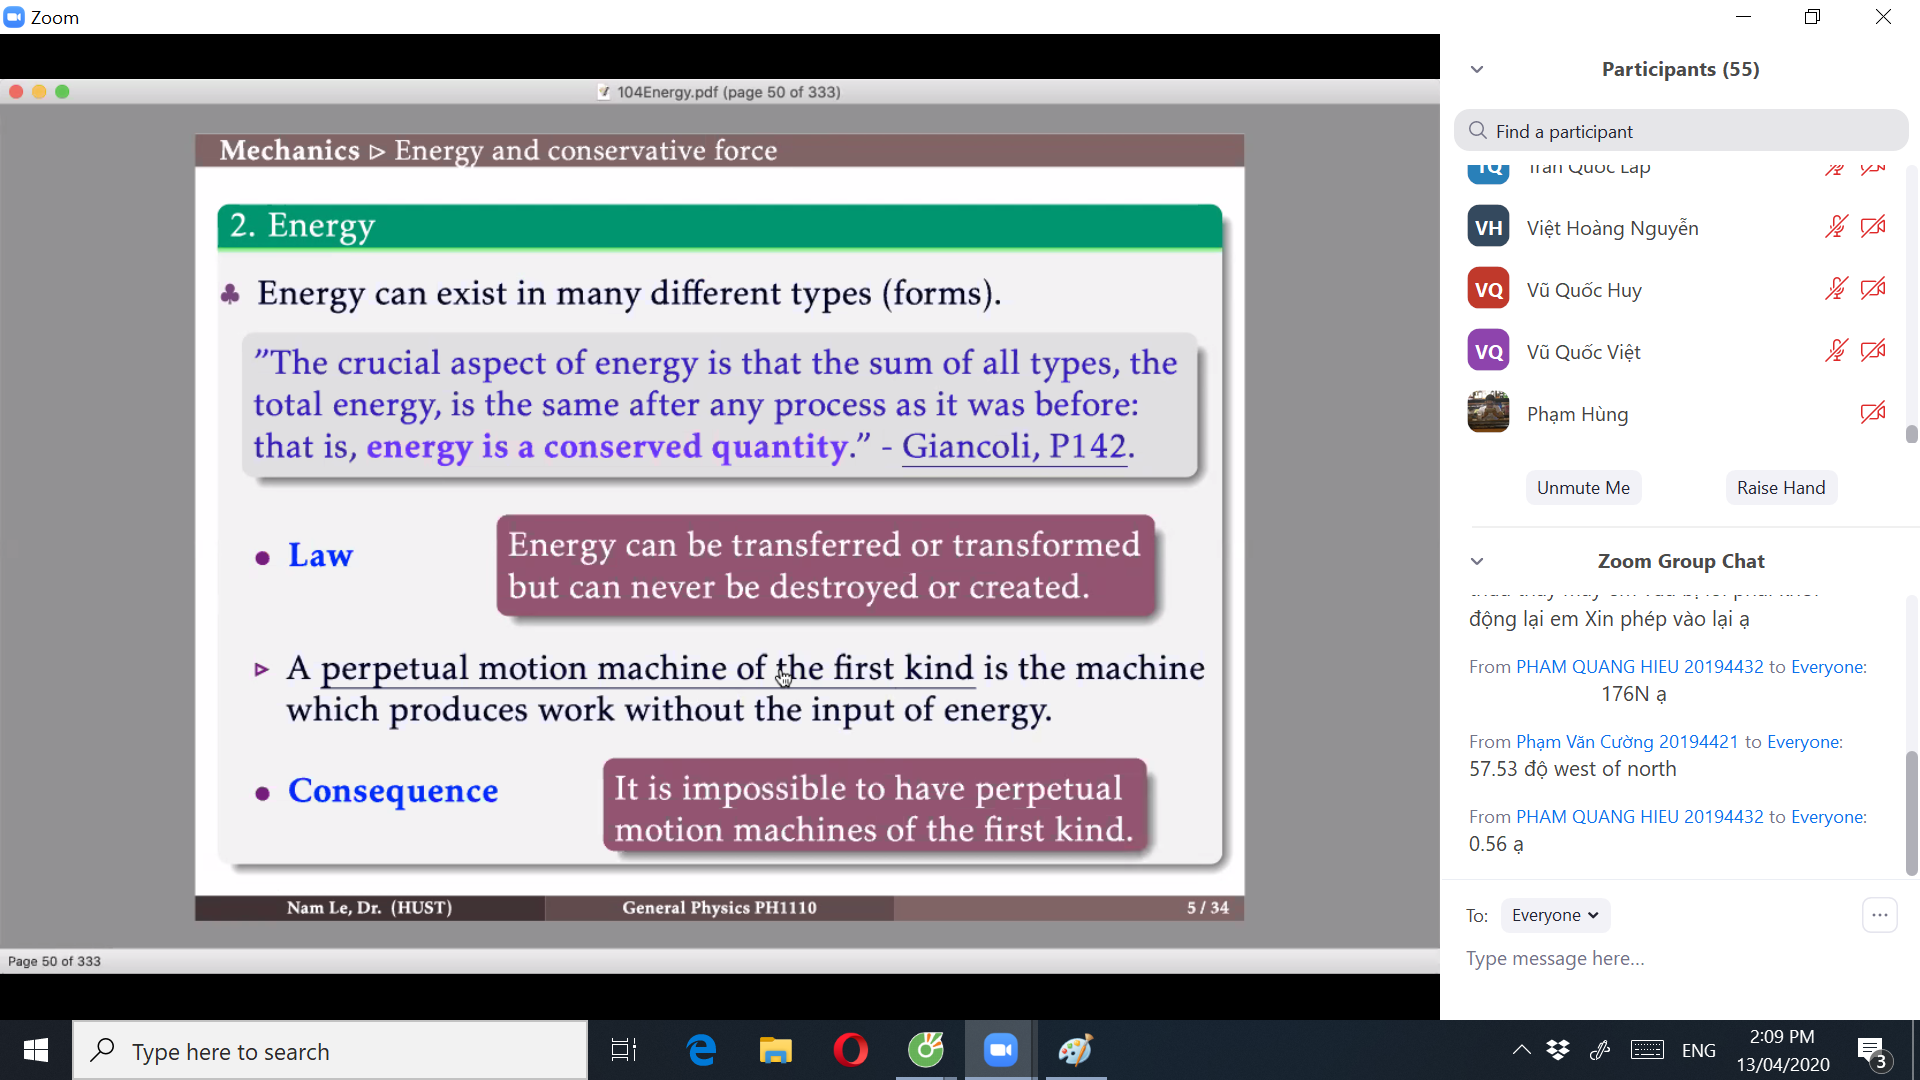 Zoom
104Energy.pdf (page 50 of 333)
Mechanics ▷ Energy and conservative force
2. Energy
♣ Energy can exist in many different types (forms).
”The crucial aspect of energy is that the sum of all types, the
total energy, is the same after any process as it was before:
that is, energy is a conserved quantity.” - Giancoli, P142.
• Law
Energy can be transferred or transformed
but can never be destroyed or created.
▷ A perpetual motion machine of the first kind is the machine
which produces work without the input of energy.
• Consequence
It is impossible to have perpetual
motion machines of the first kind.
Nam Le, Dr. (HUST) General Physics PH1110 5 / 34
Page 50 of 333
Participants (55)
Find a participant
TQ Trần Quốc Lập
VH Việt Hoàng Nguyễn
VQ Vũ Quốc Huy
VQ Vũ Quốc Việt
Phạm Hùng
Unmute Me Raise Hand
Zoom Group Chat
động lại em Xin phép vào lại ạ
From PHAM QUANG HIEU 20194432 to Everyone:
176N ạ
From Phạm Văn Cường 20194421 to Everyone:
57.53 độ west of north
From PHAM QUANG HIEU 20194432 to Everyone:
0.56 ạ
To: Everyone
Type message here...
Type here to search
ENG
2:09 PM
13/04/2020
3